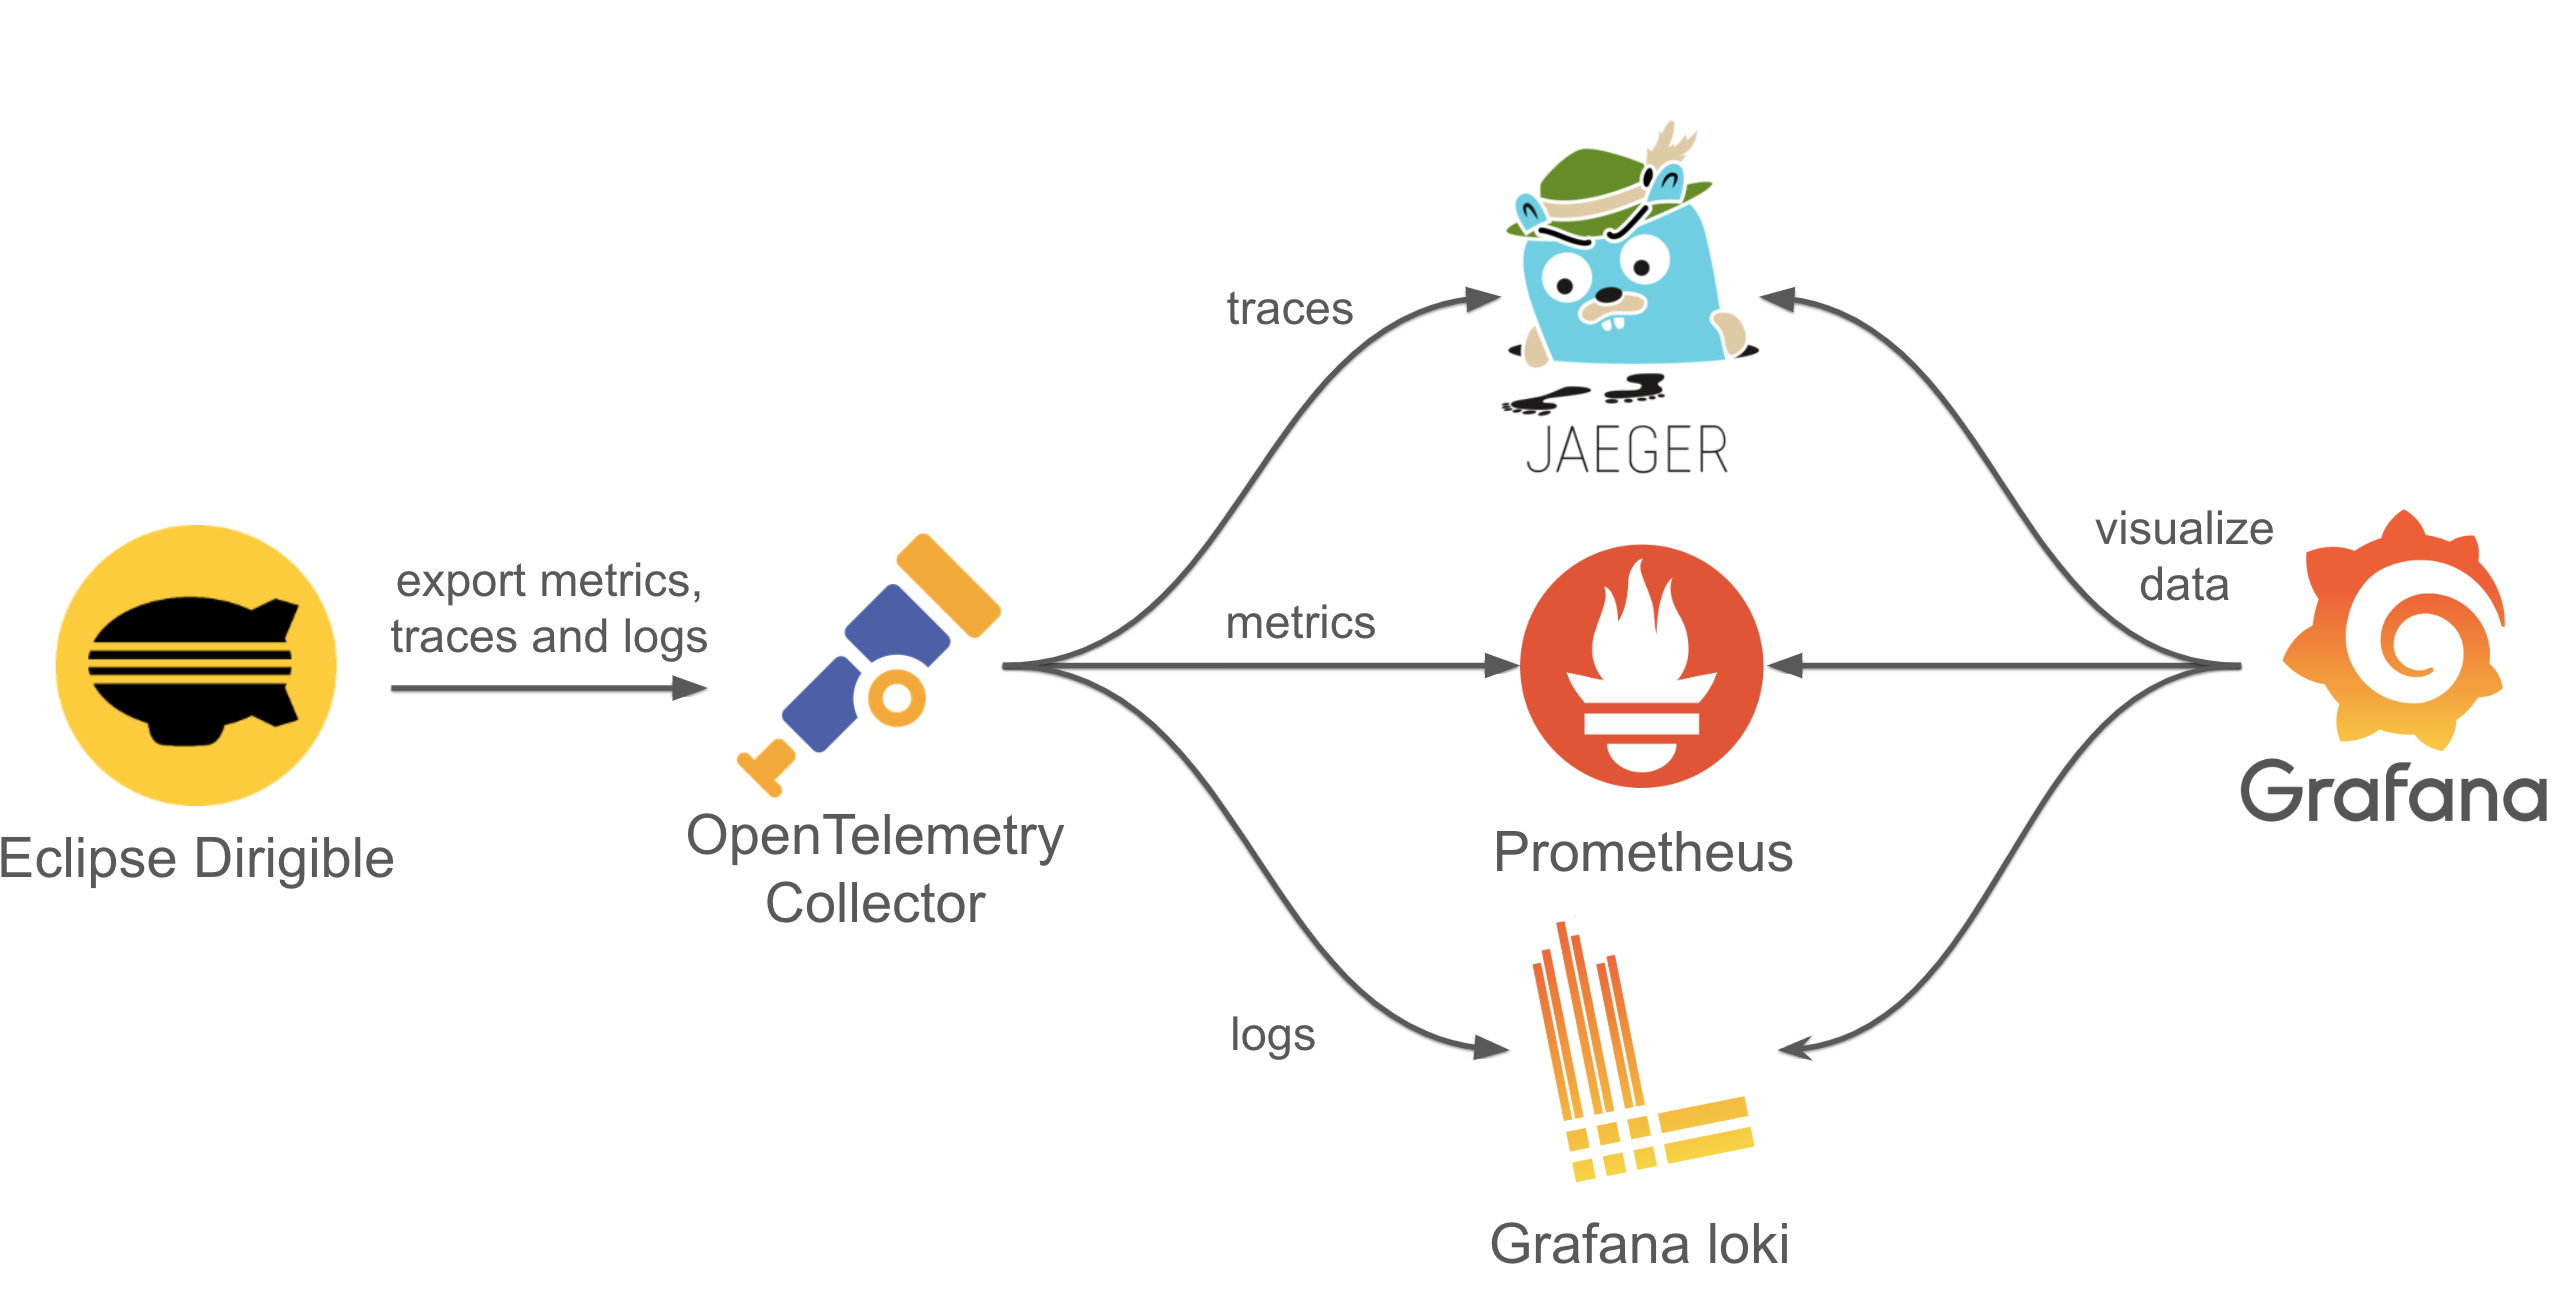 Eclipse Dirigible
export metrics,
traces and logs
OpenTelemetry
Collector
traces
metrics
logs
JAEGER
Prometheus
Grafana loki
visualize
data
Grafana